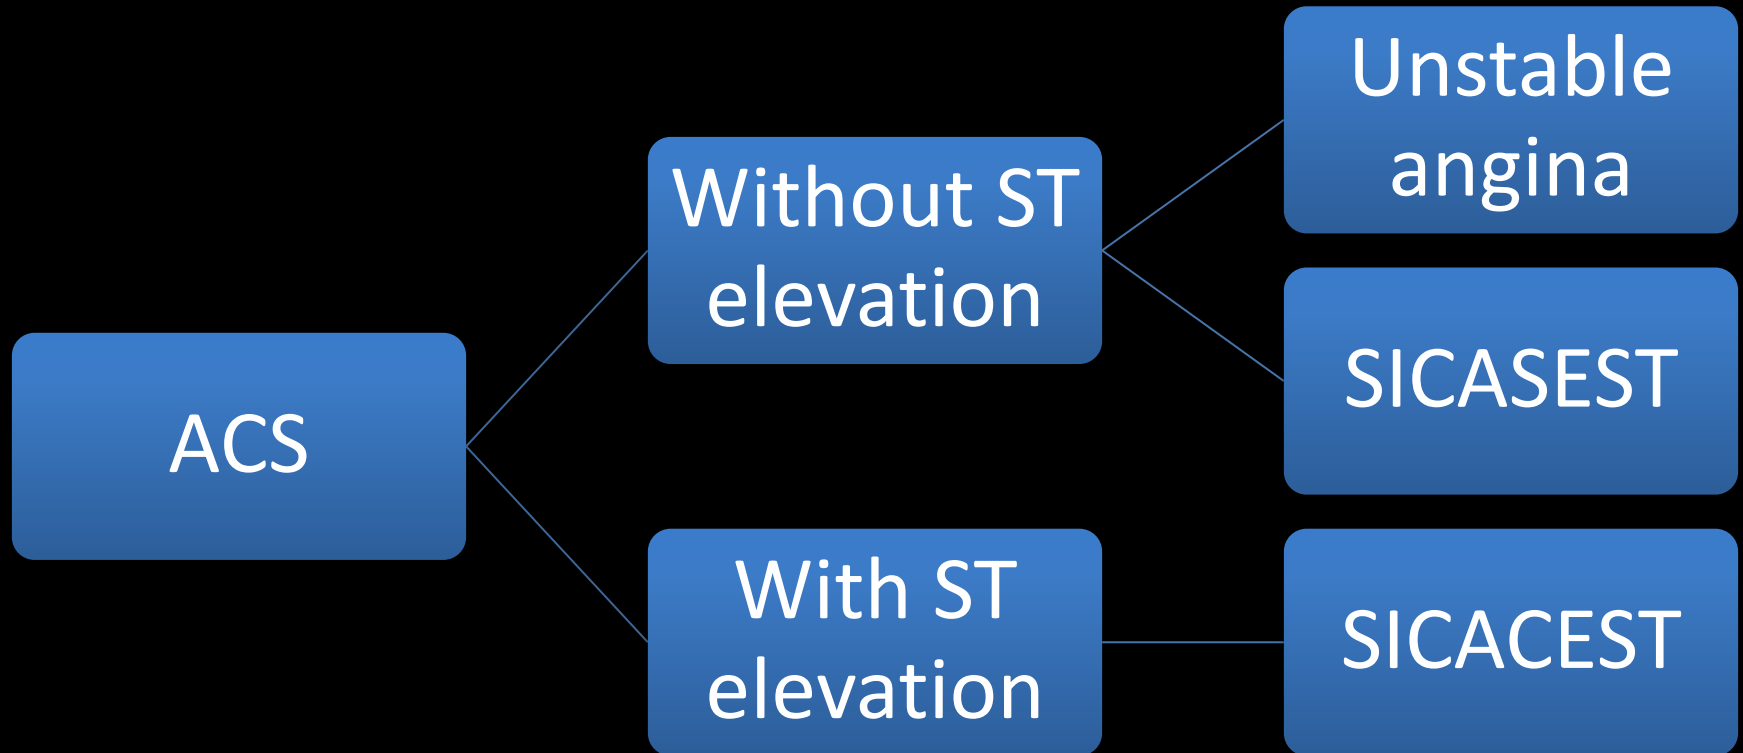 ACS
Without ST
elevation
With ST
elevation
Unstable
angina
SICASEST
SICACEST